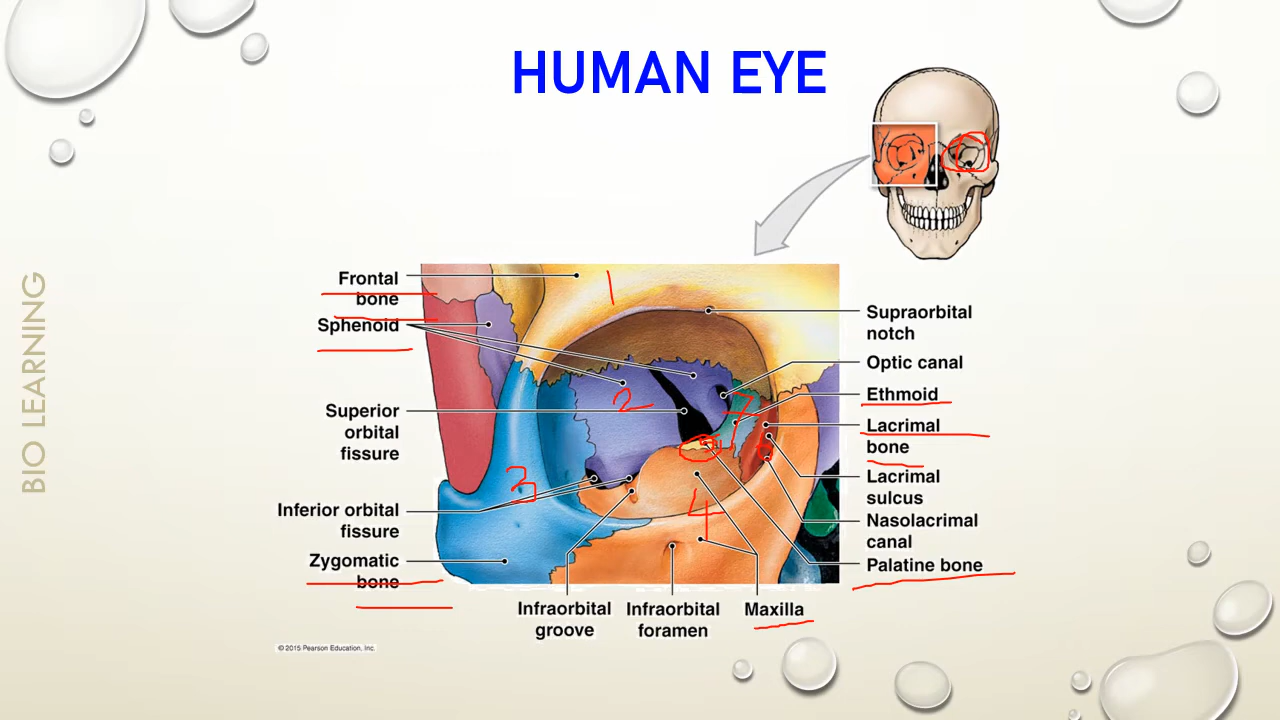 HUMAN EYE
BIO LEARNING
Frontal
bone
Sphenoid
Superior
orbital
fissure
Inferior orbital
fissure
Zygomatic
bone
Infraorbital
groove
Infraorbital
foramen
Maxilla
Supraorbital
notch
Optic canal
Ethmoid
Lacrimal
bone
Lacrimal
sulcus
Nasolacrimal
canal
Palatine bone
1
2
3
4
7
© 2015 Pearson Education, Inc.